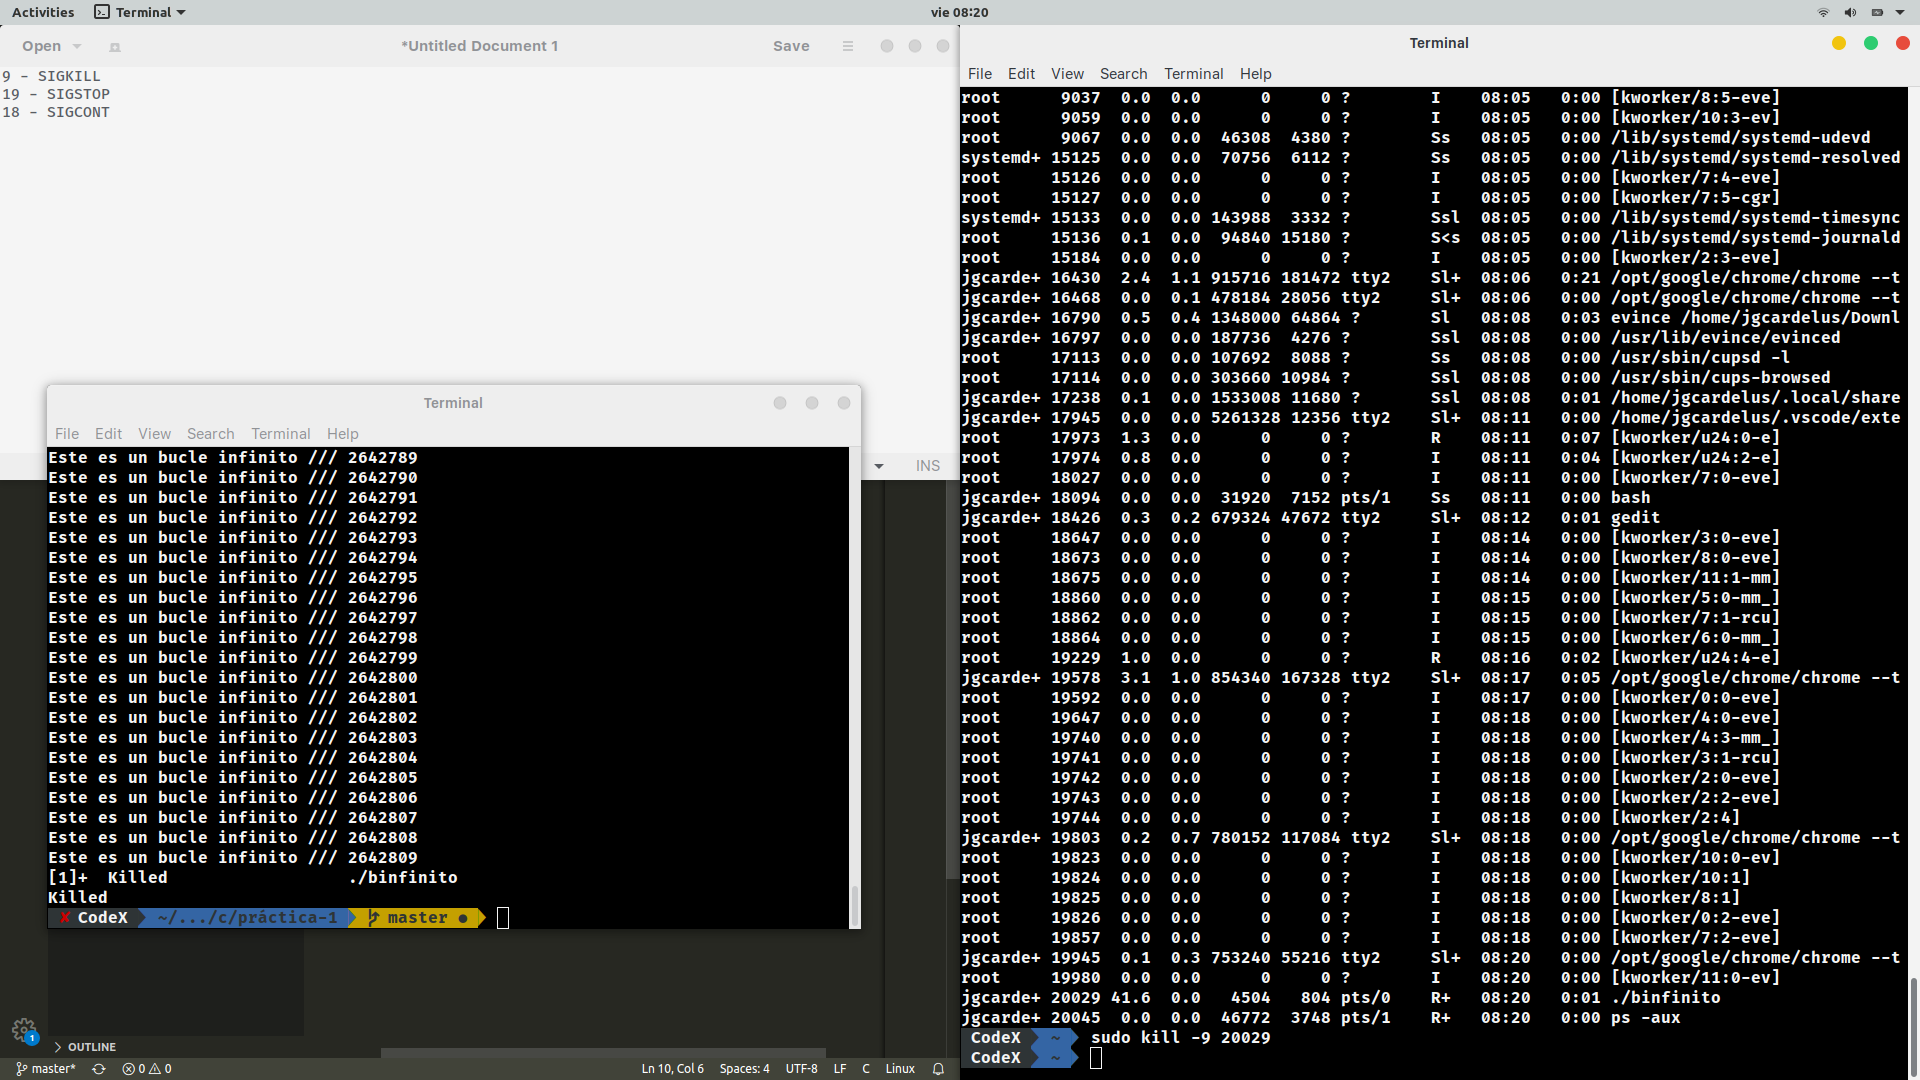 Activities Terminal vie 08:20
Open *Untitled Document 1 Save
9 - SIGKILL
19 - SIGSTOP
18 - SIGCONT
INS
Terminal
File Edit View Search Terminal Help
Este es un bucle infinito /// 2642789
Este es un bucle infinito /// 2642790
Este es un bucle infinito /// 2642791
Este es un bucle infinito /// 2642792
Este es un bucle infinito /// 2642793
Este es un bucle infinito /// 2642794
Este es un bucle infinito /// 2642795
Este es un bucle infinito /// 2642796
Este es un bucle infinito /// 2642797
Este es un bucle infinito /// 2642798
Este es un bucle infinito /// 2642799
Este es un bucle infinito /// 2642800
Este es un bucle infinito /// 2642801
Este es un bucle infinito /// 2642802
Este es un bucle infinito /// 2642803
Este es un bucle infinito /// 2642804
Este es un bucle infinito /// 2642805
Este es un bucle infinito /// 2642806
Este es un bucle infinito /// 2642807
Este es un bucle infinito /// 2642808
Este es un bucle infinito /// 2642809
[1]+ Killed ./binfinito
Killed
✘ CodeX ~/.../c/práctica-1 master ●
1
OUTLINE
master* 0 0 Ln 10, Col 6 Spaces: 4 UTF-8 LF C Linux
Terminal
File Edit View Search Terminal Help
root 9037 0.0 0.0 0 0 ? I 08:05 0:00 [kworker/8:5-eve]
root 9059 0.0 0.0 0 0 ? I 08:05 0:00 [kworker/10:3-ev]
root 9067 0.0 0.0 46308 4380 ? Ss 08:05 0:00 /lib/systemd/systemd-udevd
systemd+ 15125 0.0 0.0 70756 6112 ? Ss 08:05 0:00 /lib/systemd/systemd-resolved
root 15126 0.0 0.0 0 0 ? I 08:05 0:00 [kworker/7:4-eve]
root 15127 0.0 0.0 0 0 ? I 08:05 0:00 [kworker/7:5-cgr]
systemd+ 15133 0.0 0.0 143988 3332 ? Ssl 08:05 0:00 /lib/systemd/systemd-timesync
root 15136 0.1 0.0 94840 15180 ? S<s 08:05 0:00 /lib/systemd/systemd-journald
root 15184 0.0 0.0 0 0 ? I 08:05 0:00 [kworker/2:3-eve]
jgcarde+ 16430 2.4 1.1 915716 181472 tty2 Sl+ 08:06 0:21 /opt/google/chrome/chrome --t
jgcarde+ 16468 0.0 0.1 478184 28056 tty2 Sl+ 08:06 0:00 /opt/google/chrome/chrome --t
jgcarde+ 16790 0.5 0.4 1348000 64864 ? Sl 08:08 0:03 evince /home/jgcardelus/Downl
jgcarde+ 16797 0.0 0.0 187736 4276 ? Ssl 08:08 0:00 /usr/lib/evince/evinced
root 17113 0.0 0.0 107692 8088 ? Ss 08:08 0:00 /usr/sbin/cupsd -l
root 17114 0.0 0.0 303660 10984 ? Ssl 08:08 0:00 /usr/sbin/cups-browsed
jgcarde+ 17238 0.1 0.0 1533008 11680 ? Ssl 08:08 0:01 /home/jgcardelus/.local/share
jgcarde+ 17945 0.0 0.0 5261328 12356 tty2 Sl+ 08:11 0:00 /home/jgcardelus/.vscode/exte
root 17973 1.3 0.0 0 0 ? R 08:11 0:07 [kworker/u24:0-e]
root 17974 0.8 0.0 0 0 ? I 08:11 0:04 [kworker/u24:2-e]
root 18027 0.0 0.0 0 0 ? I 08:11 0:00 [kworker/7:0-eve]
jgcarde+ 18094 0.0 0.0 31920 7152 pts/1 Ss 08:11 0:00 bash
jgcarde+ 18426 0.3 0.2 679324 47672 tty2 Sl+ 08:12 0:01 gedit
root 18647 0.0 0.0 0 0 ? I 08:14 0:00 [kworker/3:0-eve]
root 18673 0.0 0.0 0 0 ? I 08:14 0:00 [kworker/8:0-eve]
root 18675 0.0 0.0 0 0 ? I 08:14 0:00 [kworker/11:1-mm]
root 18860 0.0 0.0 0 0 ? I 08:15 0:00 [kworker/5:0-mm_]
root 18862 0.0 0.0 0 0 ? I 08:15 0:00 [kworker/7:1-rcu]
root 18864 0.0 0.0 0 0 ? I 08:15 0:00 [kworker/6:0-mm_]
root 19229 1.0 0.0 0 0 ? R 08:16 0:02 [kworker/u24:4-e]
jgcarde+ 19578 3.1 1.0 854340 167328 tty2 Sl+ 08:17 0:05 /opt/google/chrome/chrome --t
root 19592 0.0 0.0 0 0 ? I 08:17 0:00 [kworker/0:0-eve]
root 19647 0.0 0.0 0 0 ? I 08:18 0:00 [kworker/4:0-eve]
root 19740 0.0 0.0 0 0 ? I 08:18 0:00 [kworker/4:3-mm_]
root 19741 0.0 0.0 0 0 ? I 08:18 0:00 [kworker/3:1-rcu]
root 19742 0.0 0.0 0 0 ? I 08:18 0:00 [kworker/2:0-eve]
root 19743 0.0 0.0 0 0 ? I 08:18 0:00 [kworker/2:2-eve]
root 19744 0.0 0.0 0 0 ? I 08:18 0:00 [kworker/2:4]
jgcarde+ 19803 0.2 0.7 780152 117084 tty2 Sl+ 08:18 0:00 /opt/google/chrome/chrome --t
root 19823 0.0 0.0 0 0 ? I 08:18 0:00 [kworker/10:0-ev]
root 19824 0.0 0.0 0 0 ? I 08:18 0:00 [kworker/10:1]
root 19825 0.0 0.0 0 0 ? I 08:18 0:00 [kworker/8:1]
root 19826 0.0 0.0 0 0 ? I 08:18 0:00 [kworker/0:2-eve]
root 19857 0.0 0.0 0 0 ? I 08:18 0:00 [kworker/7:2-eve]
jgcarde+ 19945 0.1 0.3 753240 55216 tty2 Sl+ 08:20 0:00 /opt/google/chrome/chrome --t
root 19980 0.0 0.0 0 0 ? I 08:20 0:00 [kworker/11:0-ev]
jgcarde+ 20029 41.6 0.0 4504 804 pts/0 R+ 08:20 0:01 ./binfinito
jgcarde+ 20045 0.0 0.0 46772 3748 pts/1 R+ 08:20 0:00 ps -aux
CodeX ~ sudo kill -9 20029
CodeX ~